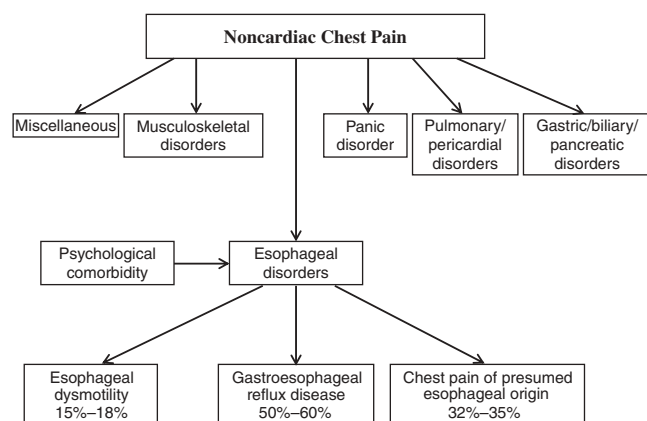 Noncardiac Chest Pain
Miscellaneous
Musculoskeletal
disorders
Panic
disorder
Pulmonary/
pericardial
disorders
Gastric/biliary/
pancreatic
disorders
Psychological
comorbidity
Esophageal
disorders
Esophageal
dysmotility
15%–18%
Gastroesophageal
reflux disease
50%–60%
Chest pain of presumed
esophageal origin
32%–35%